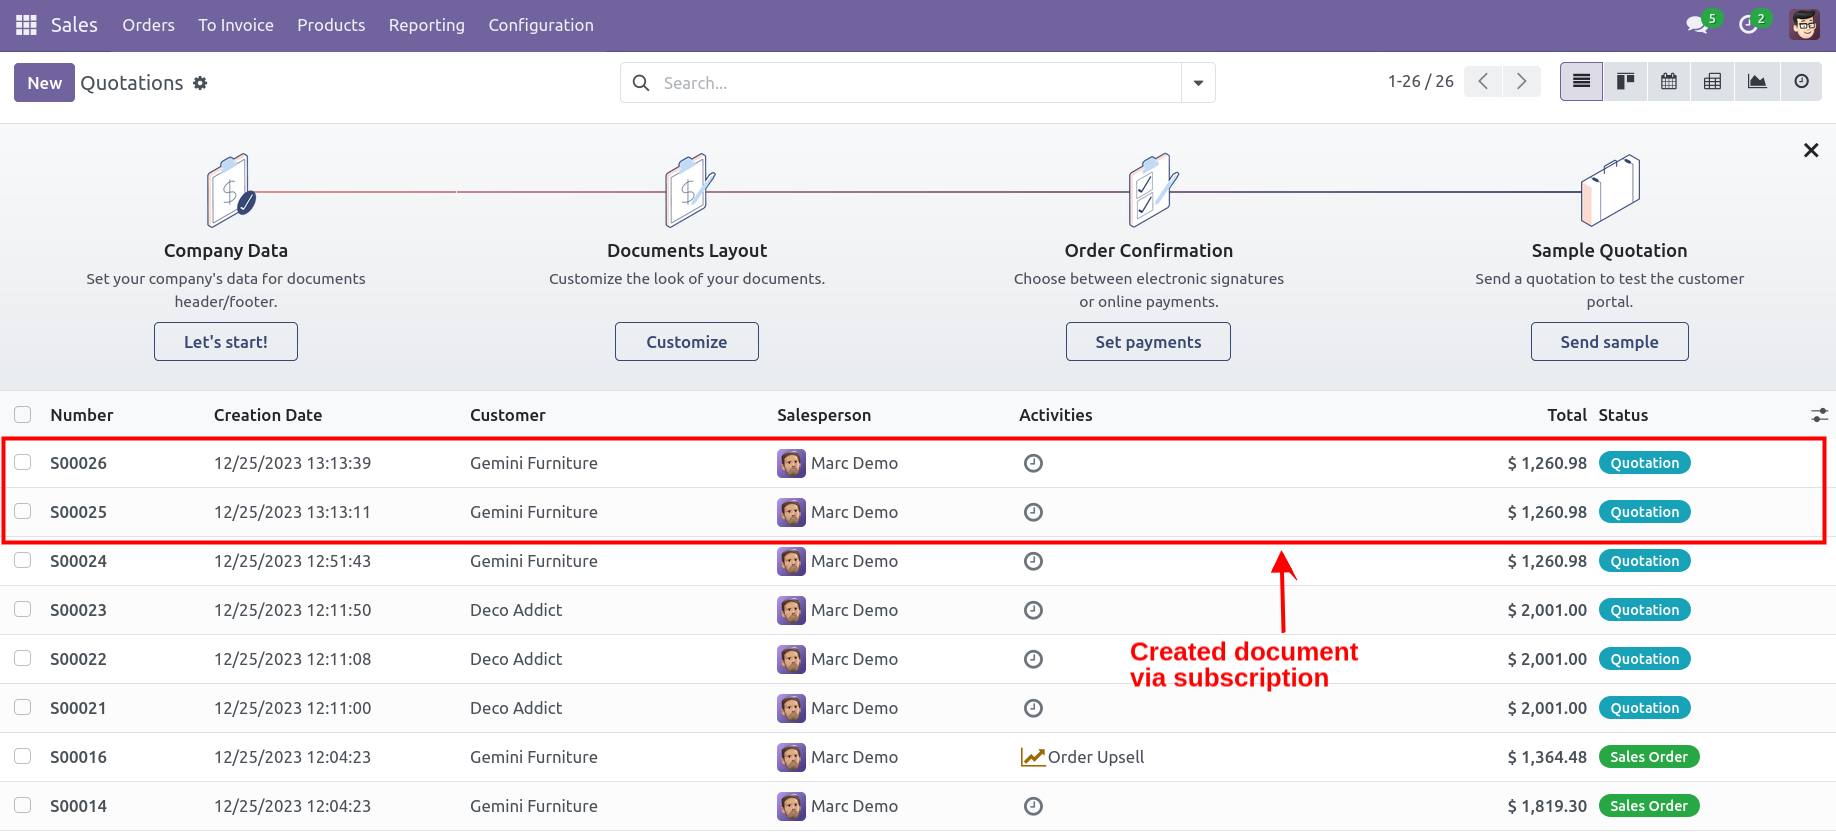 Sales Orders To Invoice Products Reporting Configuration 5 2
New Quotations Search... 1-26 / 26
Company Data Documents Layout Order Confirmation Sample Quotation
Set your company's data for documents Customize the look of your documents. Choose between electronic signatures Send a quotation to test the customer
header/footer. or online payments. portal.
Let's start! Customize Set payments Send sample
Number Creation Date Customer Salesperson Activities Total Status
S00026 12/25/2023 13:13:39 Gemini Furniture Marc Demo $ 1,260.98 Quotation
S00025 12/25/2023 13:13:11 Gemini Furniture Marc Demo $ 1,260.98 Quotation
S00024 12/25/2023 12:51:43 Gemini Furniture Marc Demo $ 1,260.98 Quotation
S00023 12/25/2023 12:11:50 Deco Addict Marc Demo $ 2,001.00 Quotation
Created document
via subscription
S00022 12/25/2023 12:11:08 Deco Addict Marc Demo $ 2,001.00 Quotation
S00021 12/25/2023 12:11:00 Deco Addict Marc Demo $ 2,001.00 Quotation
S00016 12/25/2023 12:04:23 Gemini Furniture Marc Demo Order Upsell $ 1,364.48 Sales Order
S00014 12/25/2023 12:04:23 Gemini Furniture Marc Demo $ 1,819.30 Sales Order